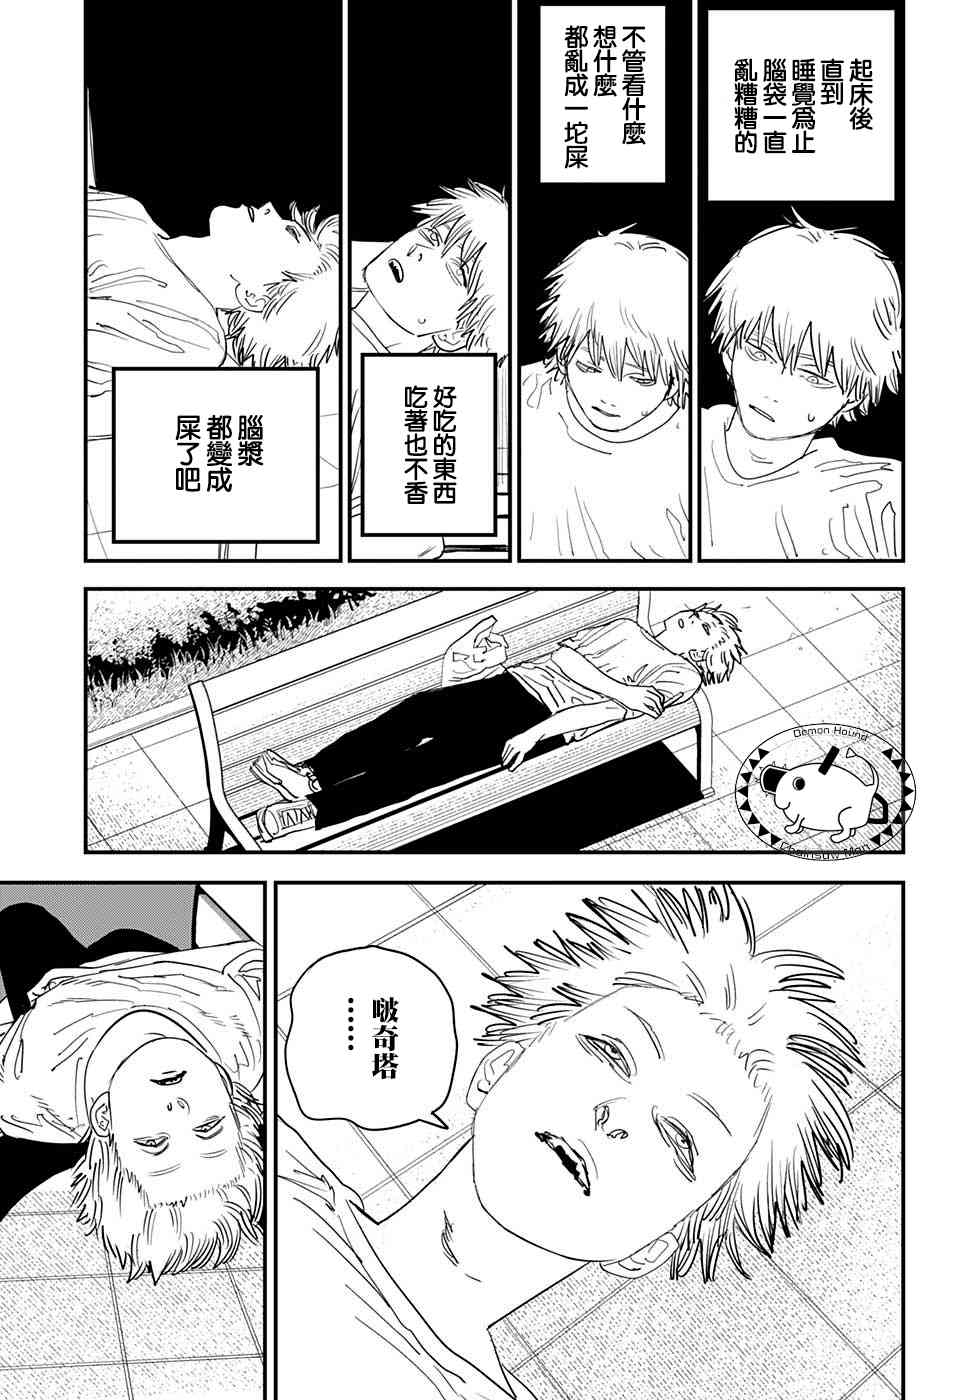 起床後
直到
睡覺為止
腦袋一直
亂糟糟的
不管看什麼
想什麼
都亂成一坨屎
好吃的東西
吃著也不香
腦漿
都變成
屎了吧
Demon Hound
Chainsaw Man
啵奇塔
……